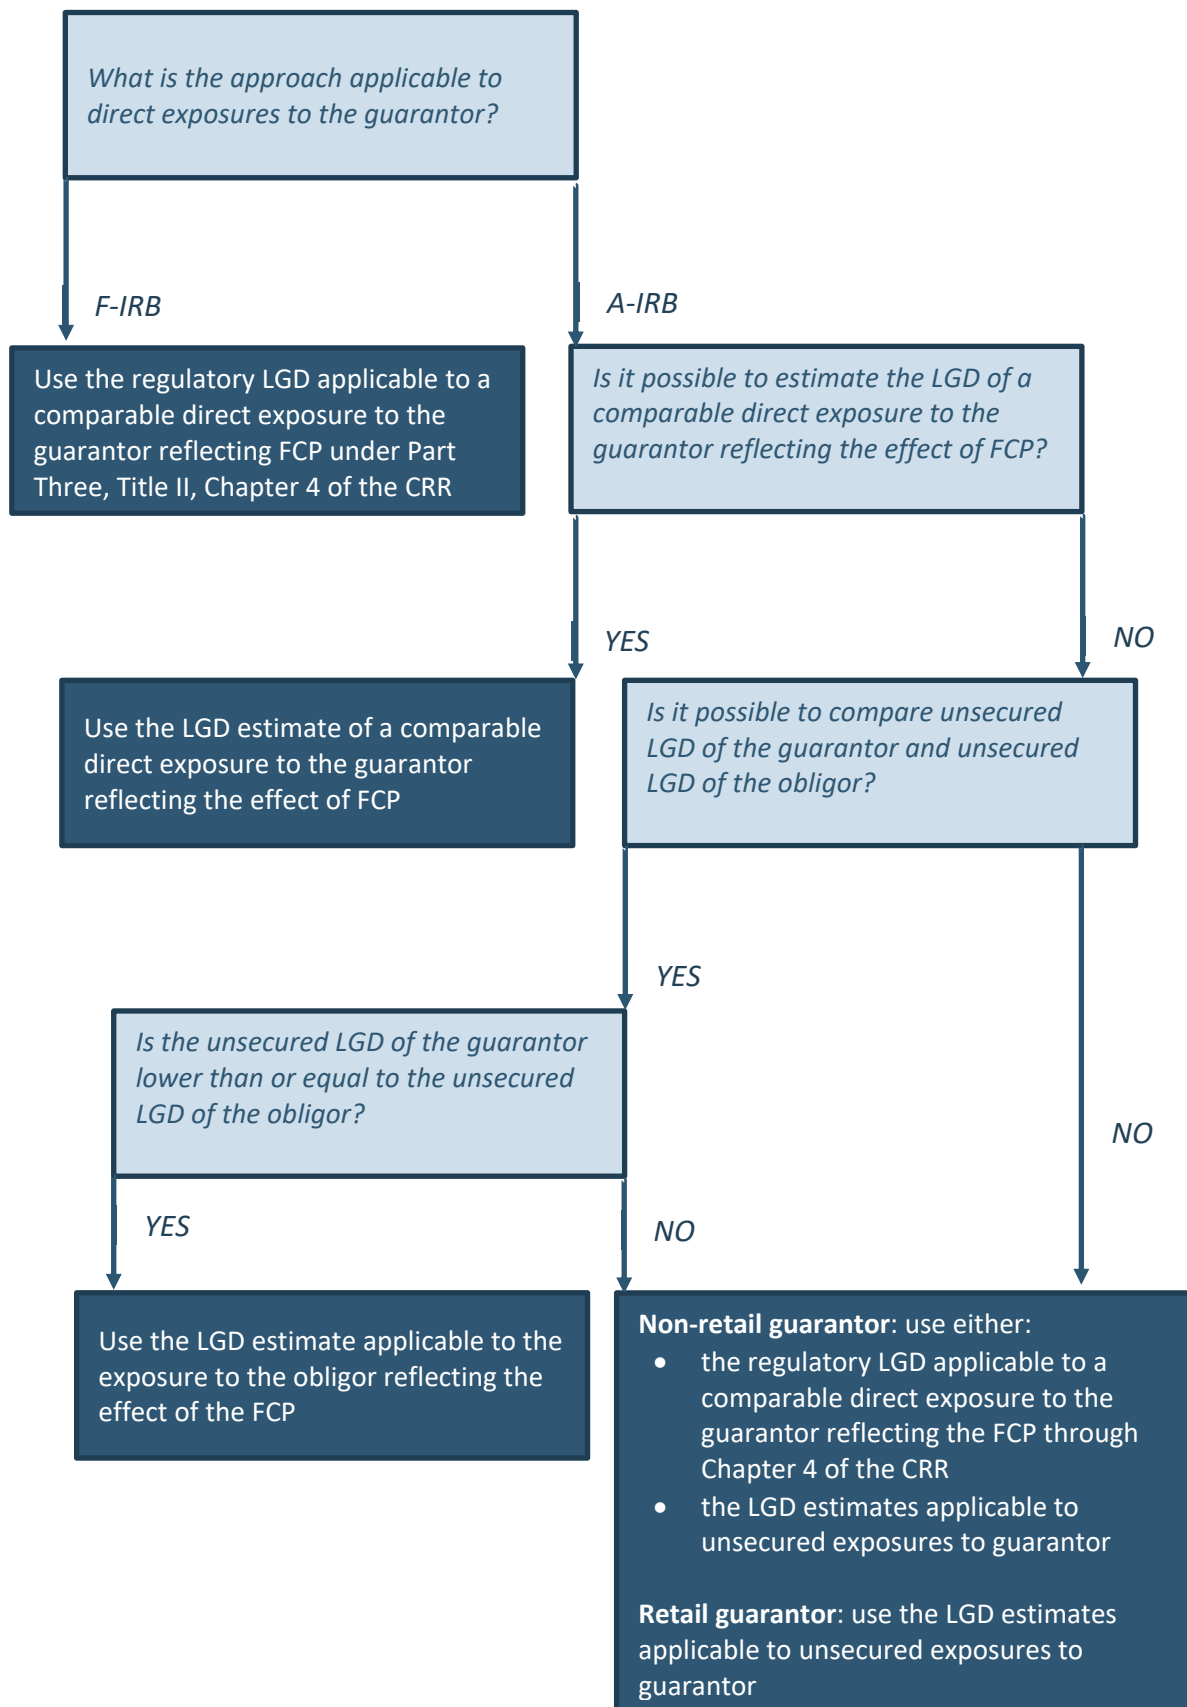 What is the approach applicable to
direct exposures to the guarantor?
F-IRB
A-IRB
Use the regulatory LGD applicable to a
comparable direct exposure to the
guarantor reflecting FCP under Part
Three, Title II, Chapter 4 of the CRR
Is it possible to estimate the LGD of a
comparable direct exposure to the
guarantor reflecting the effect of FCP?
YES
NO
Use the LGD estimate of a comparable
direct exposure to the guarantor
reflecting the effect of FCP
Is it possible to compare unsecured
LGD of the guarantor and unsecured
LGD of the obligor?
YES
Is the unsecured LGD of the guarantor
lower than or equal to the unsecured
LGD of the obligor?
NO
YES
NO
Use the LGD estimate applicable to the
exposure to the obligor reflecting the
effect of the FCP
Non-retail guarantor: use either:
• the regulatory LGD applicable to a
comparable direct exposure to the
guarantor reflecting the FCP through
Chapter 4 of the CRR
• the LGD estimates applicable to
unsecured exposures to guarantor
Retail guarantor: use the LGD estimates
applicable to unsecured exposures to
guarantor